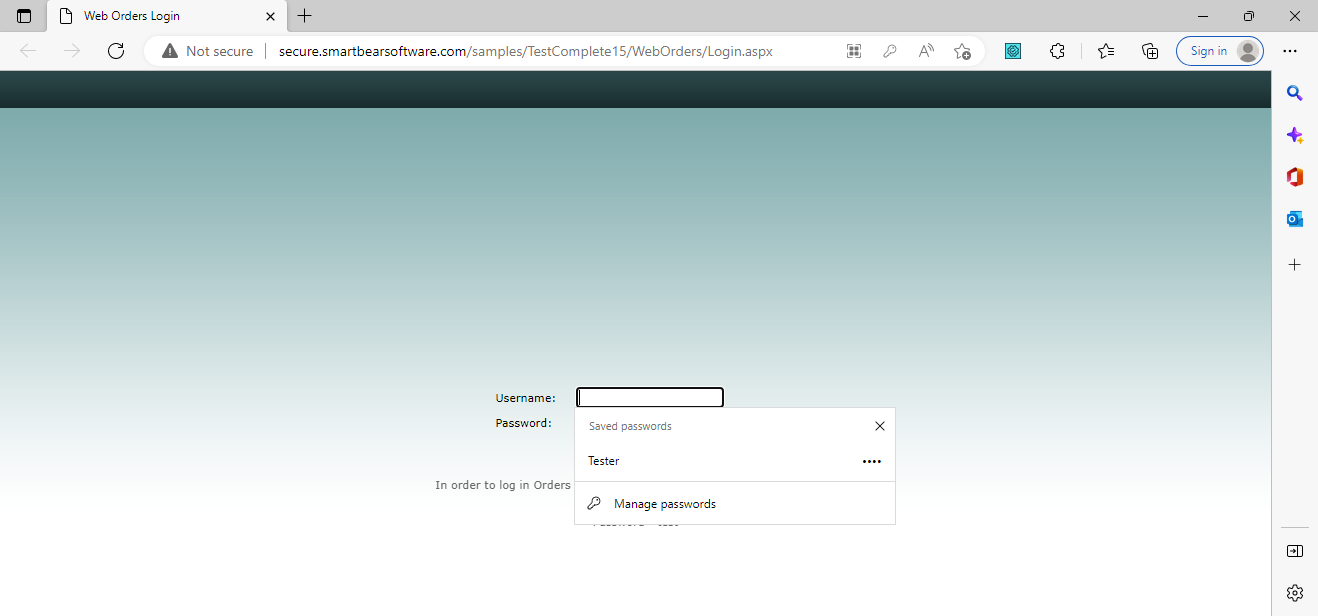 Web Orders Login
Not secure secure.smartbearsoftware.com/samples/TestComplete15/WebOrders/Login.aspx
Sign in
Username:
Password:
Saved passwords
Tester
In order to log in Orders
Manage passwords